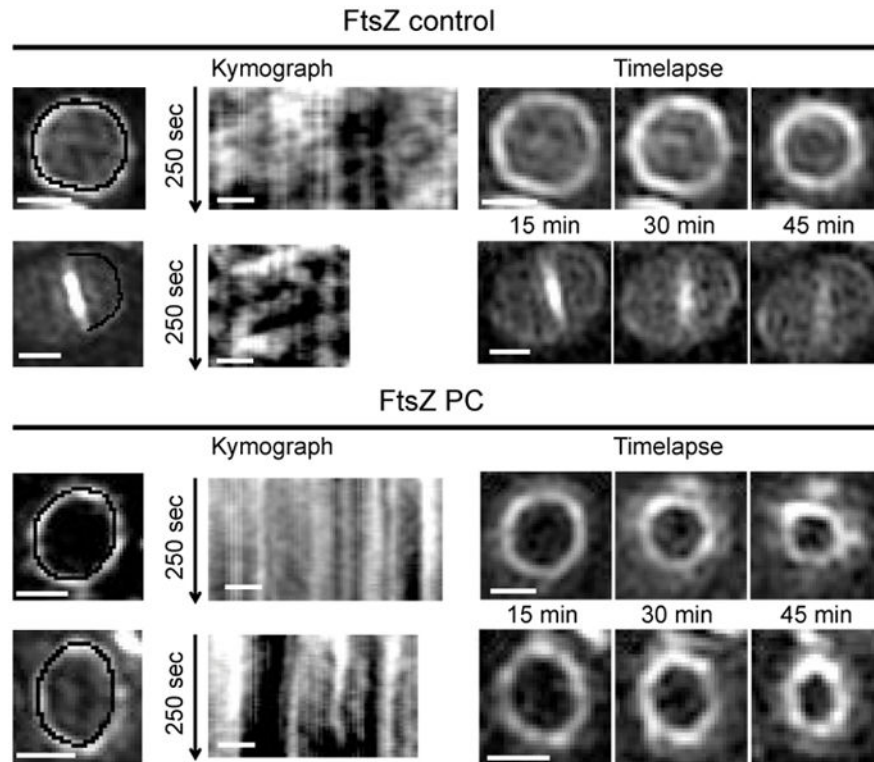 FtsZ control
Kymograph
Timelapse
250 sec
15 min
30 min
45 min
250 sec
FtsZ PC
Kymograph
Timelapse
250 sec
15 min
30 min
45 min
250 sec